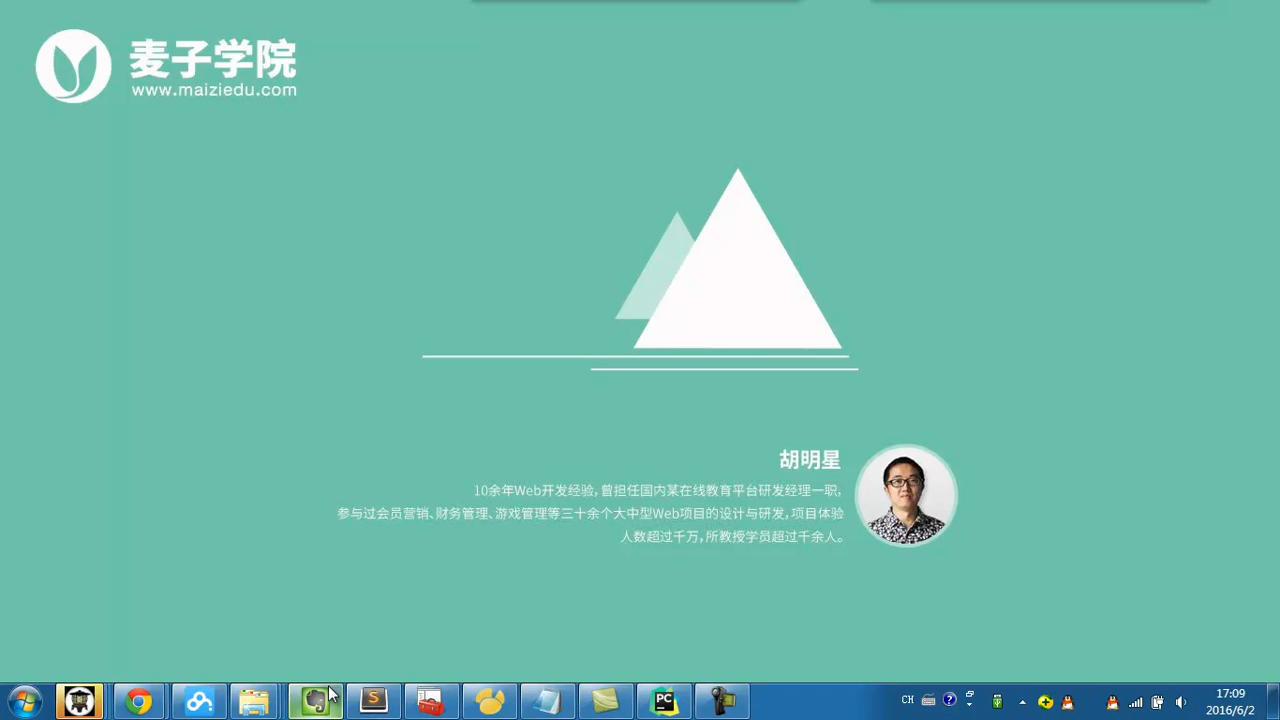 麦子学院
www.maiziedu.com
胡明星
10余年Web开发经验,曾担任国内某在线教育平台研发经理一职,
参与过会员营销、财务管理、游戏管理等三十余个大中型Web项目的设计与研发,项目体验
人数超过千万,所教授学员超过千余人。
S
PC
CH
17:09
2016/6/2